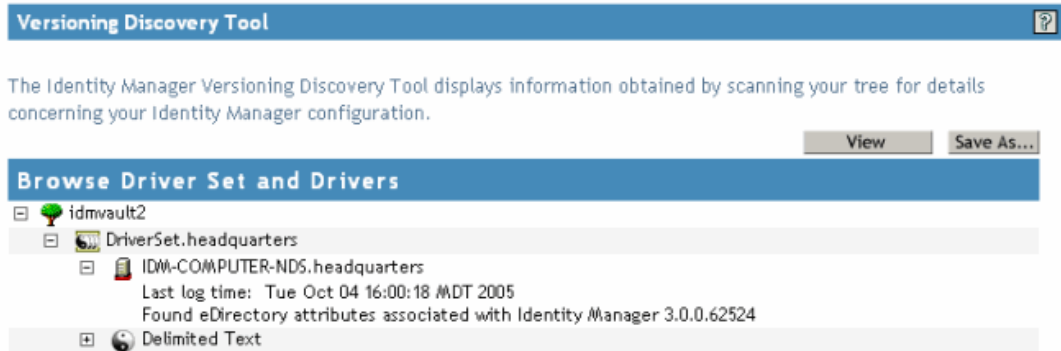 Versioning Discovery Tool
?
The Identity Manager Versioning Discovery Tool displays information obtained by scanning your tree for details
concerning your Identity Manager configuration.
View Save As...
Browse Driver Set and Drivers
idmvault2
DriverSet.headquarters
IDM-COMPUTER-NDS.headquarters
Last log time: Tue Oct 04 16:00:18 MDT 2005
Found eDirectory attributes associated with Identity Manager 3.0.0.62524
Delimited Text